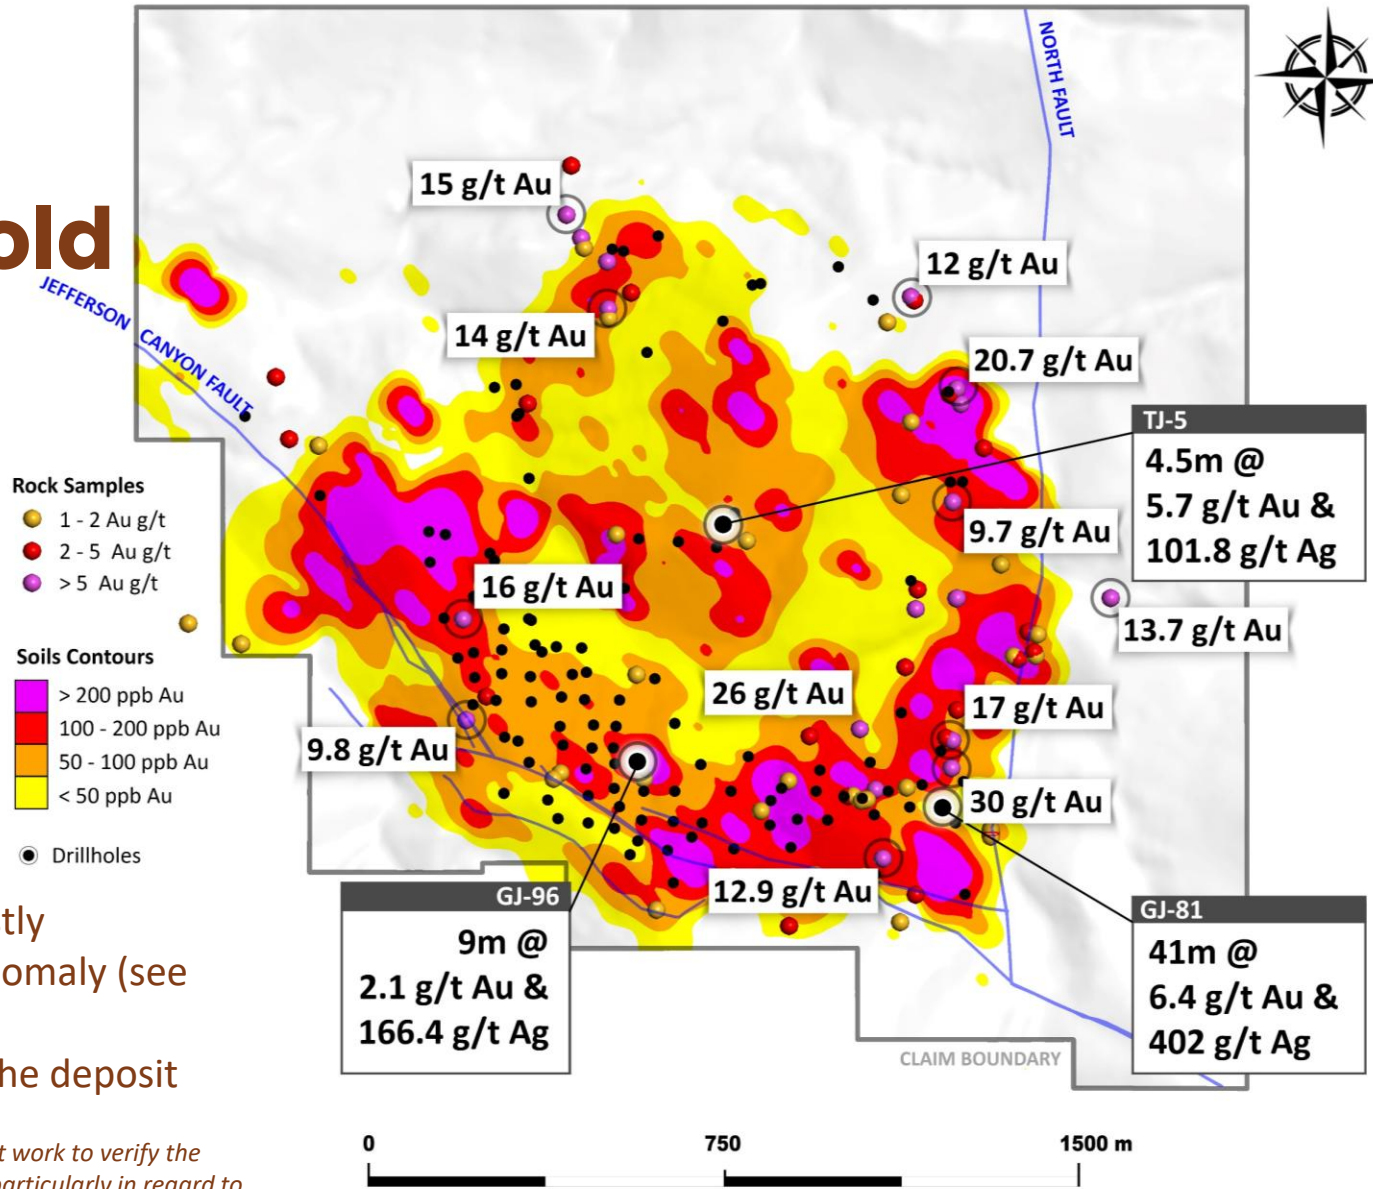 old
NORTH FAULT
JEFFERSON CANYON FAULT
15 g/t Au
12 g/t Au
14 g/t Au
20.7 g/t Au
TJ-5
4.5m @
5.7 g/t Au &
101.8 g/t Ag
9.7 g/t Au
16 g/t Au
13.7 g/t Au
26 g/t Au
17 g/t Au
9.8 g/t Au
30 g/t Au
12.9 g/t Au
Rock Samples
1 - 2 Au g/t
2 - 5 Au g/t
> 5 Au g/t
Soils Contours
> 200 ppb Au
100 - 200 ppb Au
50 - 100 ppb Au
< 50 ppb Au
Drillholes
GJ-96
9m @
2.1 g/t Au &
166.4 g/t Ag
GJ-81
41m @
6.4 g/t Au &
402 g/t Ag
CLAIM BOUNDARY
tly
omaly (see
he deposit
t work to verify the
particularly in regard to
0 750 1500 m